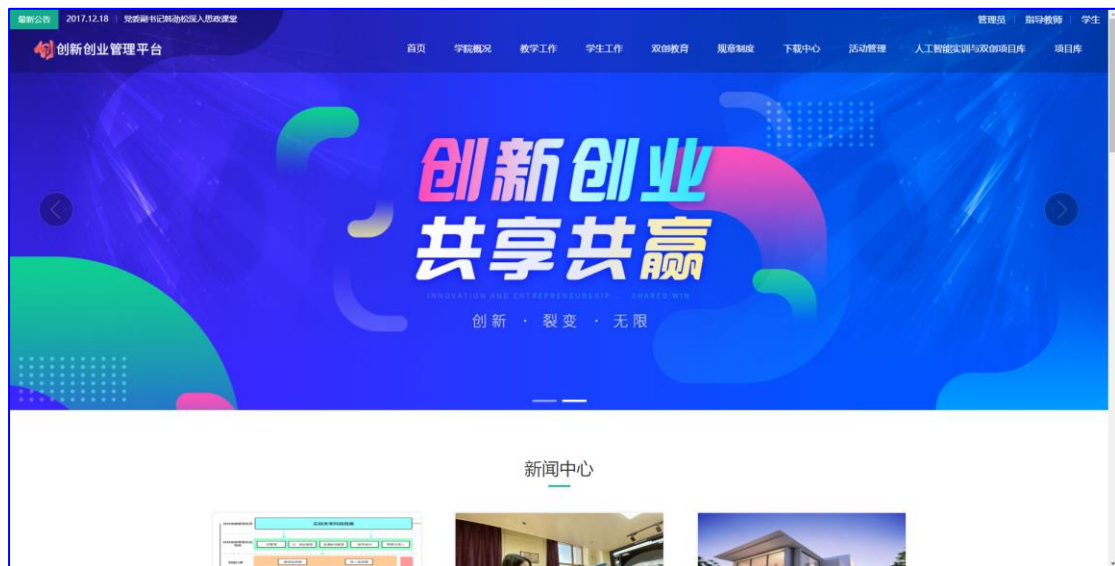 最新公告 2017.12.18 党委副书记韩劲松深入思政课堂
管理员 指导教师 学生
创新创业管理平台
首页 学院概况 教学工作 学生工作 双创教育 规章制度 下载中心 活动管理 人工智能实训与双创项目库 项目库
创新创业
共享共赢
INNOVATION AND ENTREPRENEURSHIP , SHARED WIN
创新 · 裂变 · 无限
新闻中心